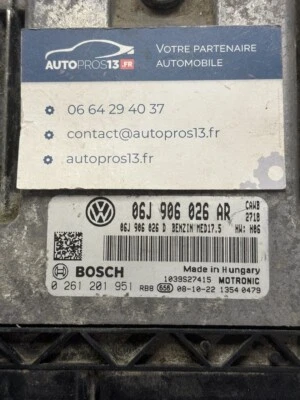 AUTOPROS13.FR
VOTRE PARTENAIRE
AUTOMOBILE
06 64 29 40 37
contact@autopros13.fr
autopros13.fr
06J 906 026 AR CAWB
2718
06J 906 026 D BENZIN MED17.5 HW: H06
Made in Hungary
BOSCH 1039S27415 MOTRONIC
0 261 201 951 RB8 656 08-10-22 1354 0479